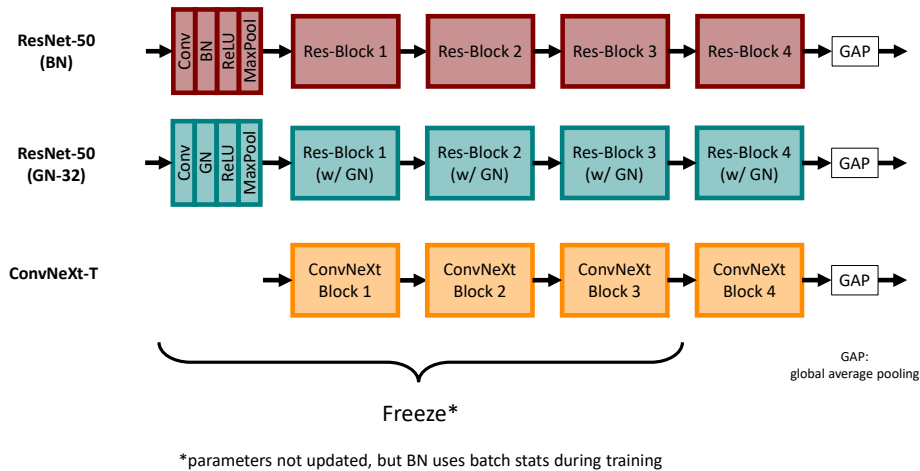 ResNet-50
(BN)
Conv
BN
ReLU
MaxPool
Res-Block 1
Res-Block 2
Res-Block 3
Res-Block 4
GAP
ResNet-50
(GN-32)
Conv
GN
ReLU
MaxPool
Res-Block 1
(w/ GN)
Res-Block 2
(w/ GN)
Res-Block 3
(w/ GN)
Res-Block 4
(w/ GN)
GAP
ConvNeXt-T
ConvNeXt
Block 1
ConvNeXt
Block 2
ConvNeXt
Block 3
ConvNeXt
Block 4
GAP
GAP:
global average pooling
Freeze*
*parameters not updated, but BN uses batch stats during training